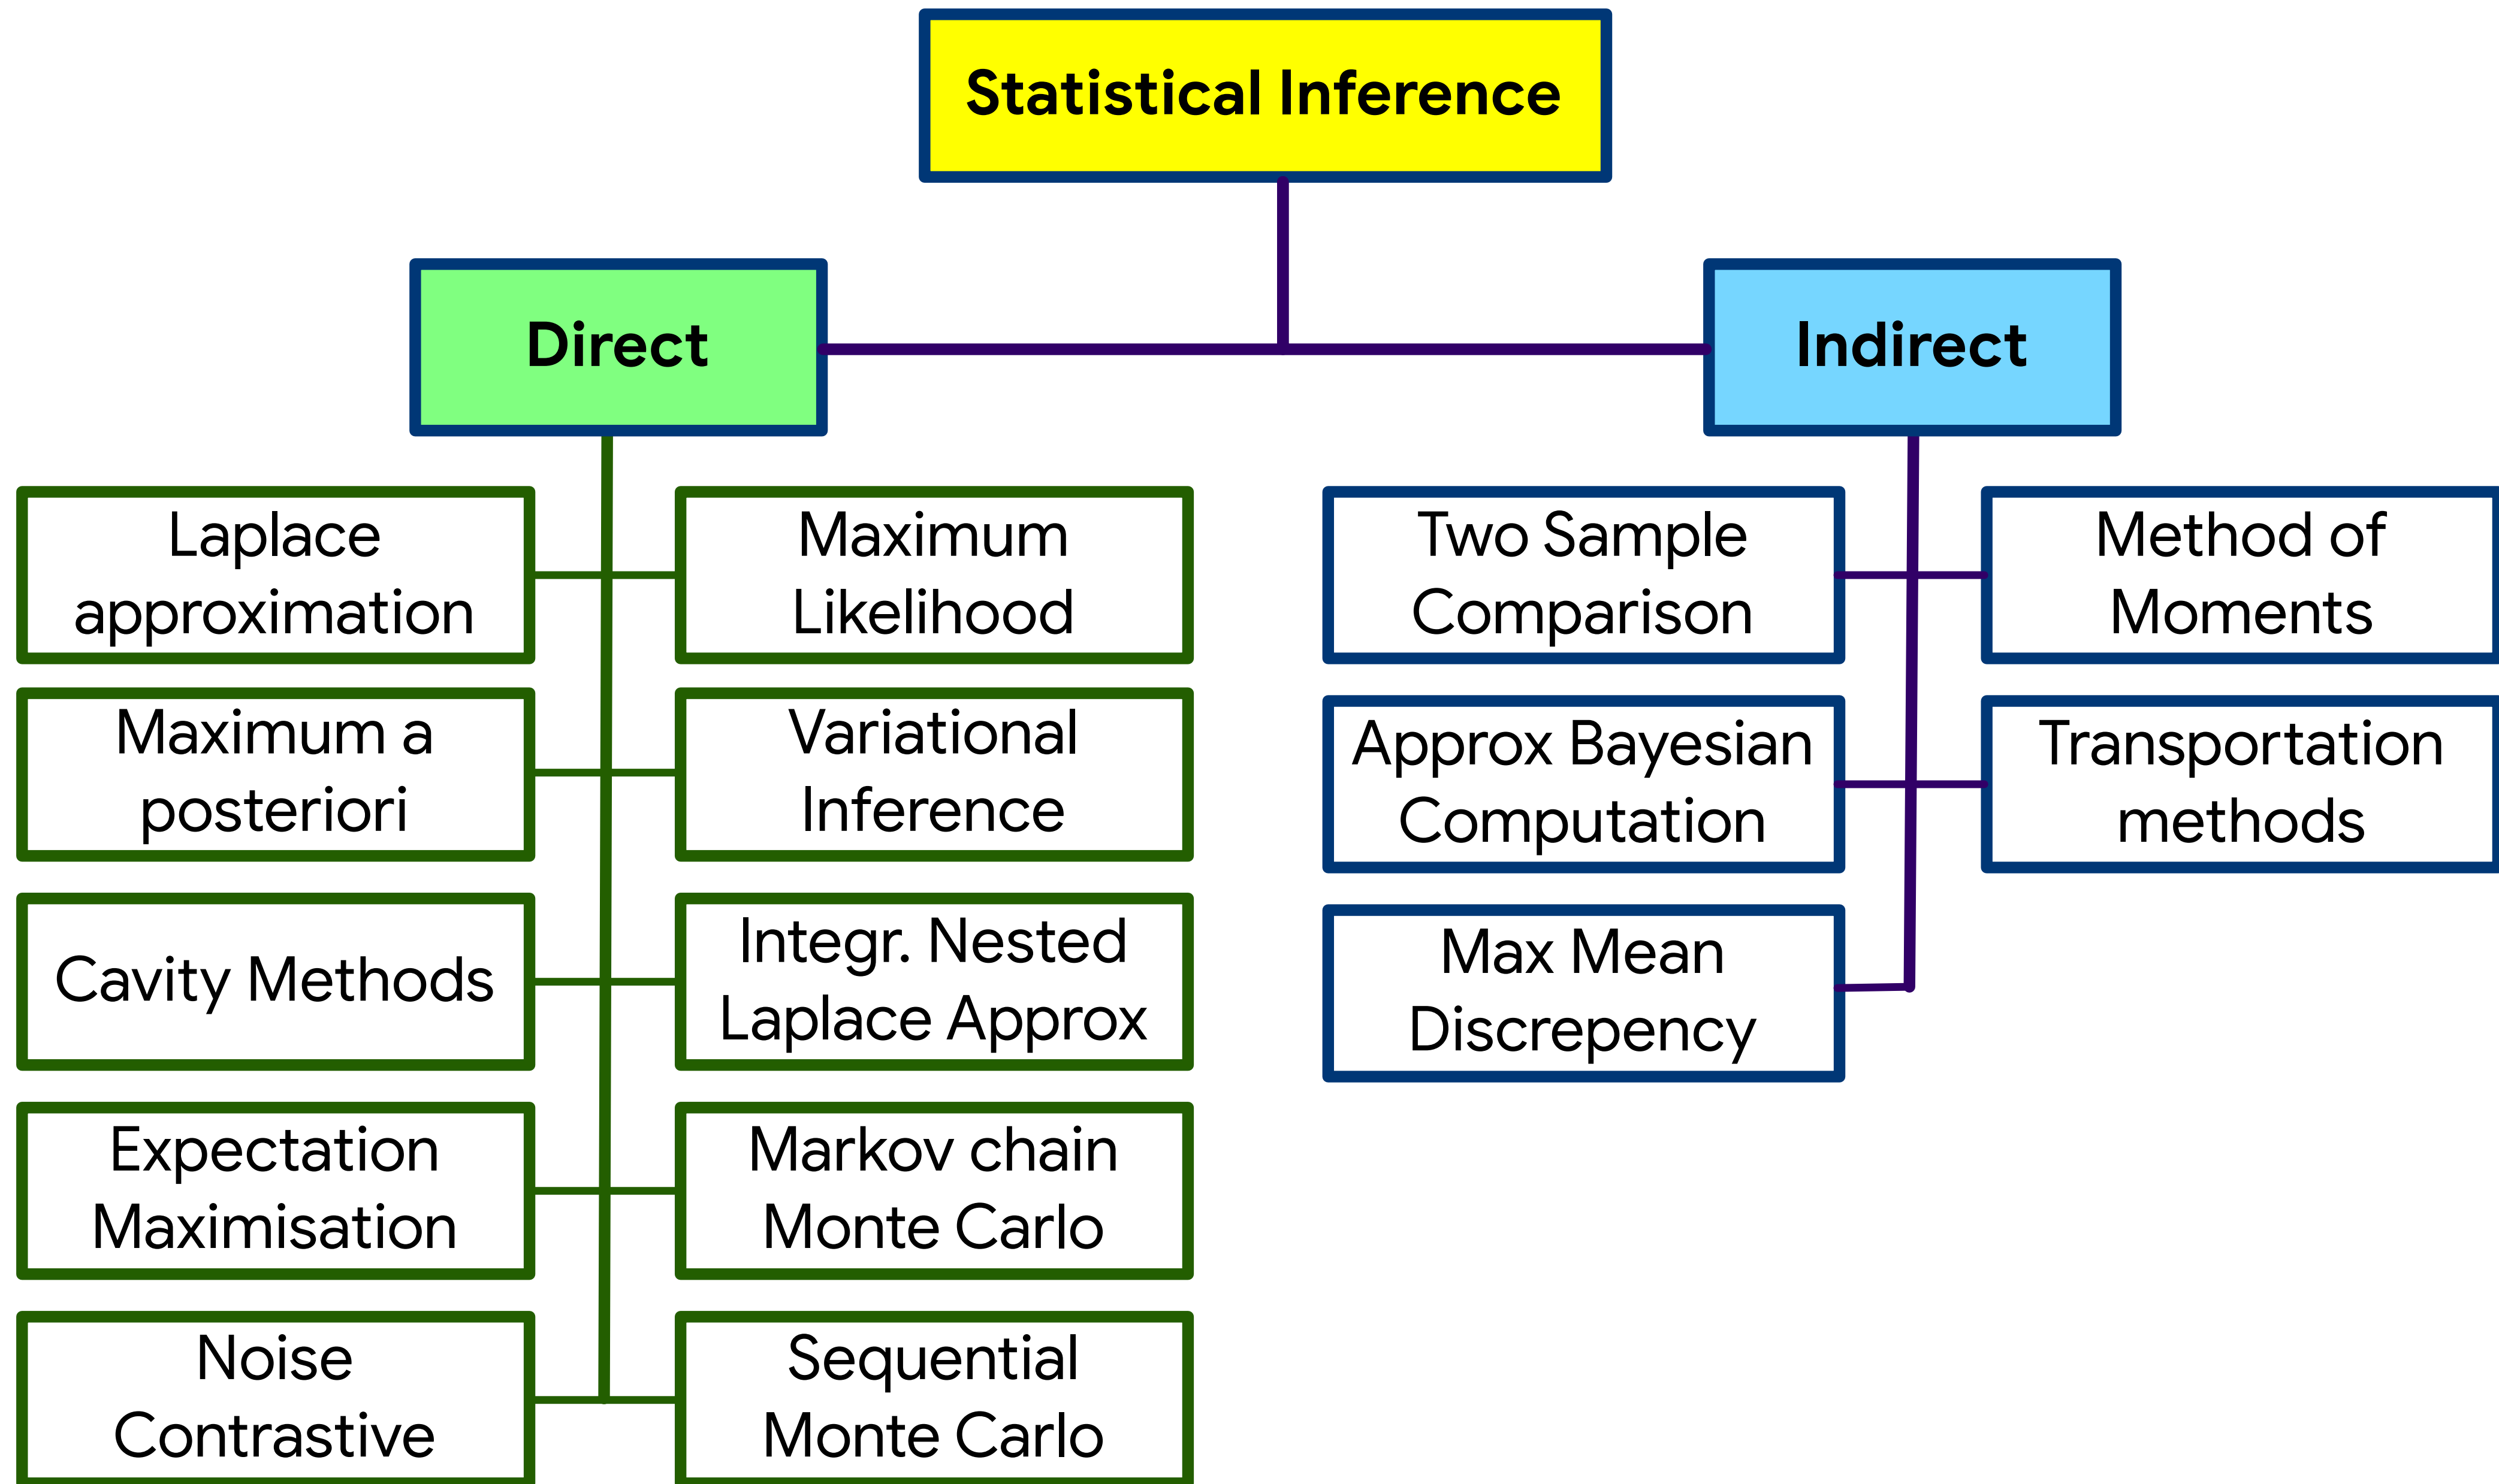 Statistical Inference
Direct
Indirect
Laplace
approximation
Maximum
Likelihood
Two Sample
Comparison
Method of
Moments
Maximum a
posteriori
Variational
Inference
Approx Bayesian
Computation
Transportation
methods
Cavity Methods
Integr. Nested
Laplace Approx
Max Mean
Discrepency
Expectation
Maximisation
Markov chain
Monte Carlo
Noise
Contrastive
Sequential
Monte Carlo